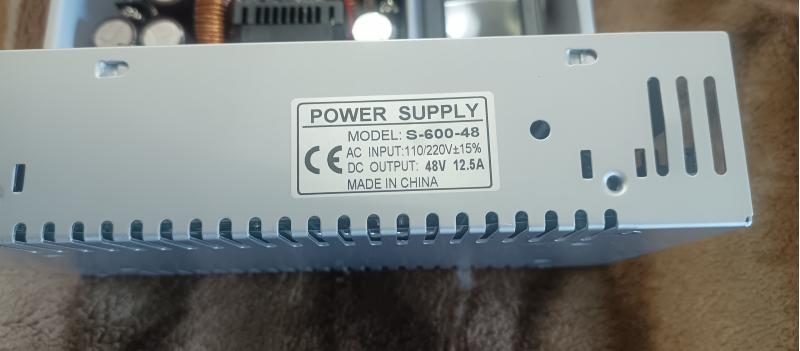 POWER SUPPLY
MODEL: S-600-48
CE AC INPUT:110/220V±15%
DC OUTPUT: 48V 12.5A
MADE IN CHINA